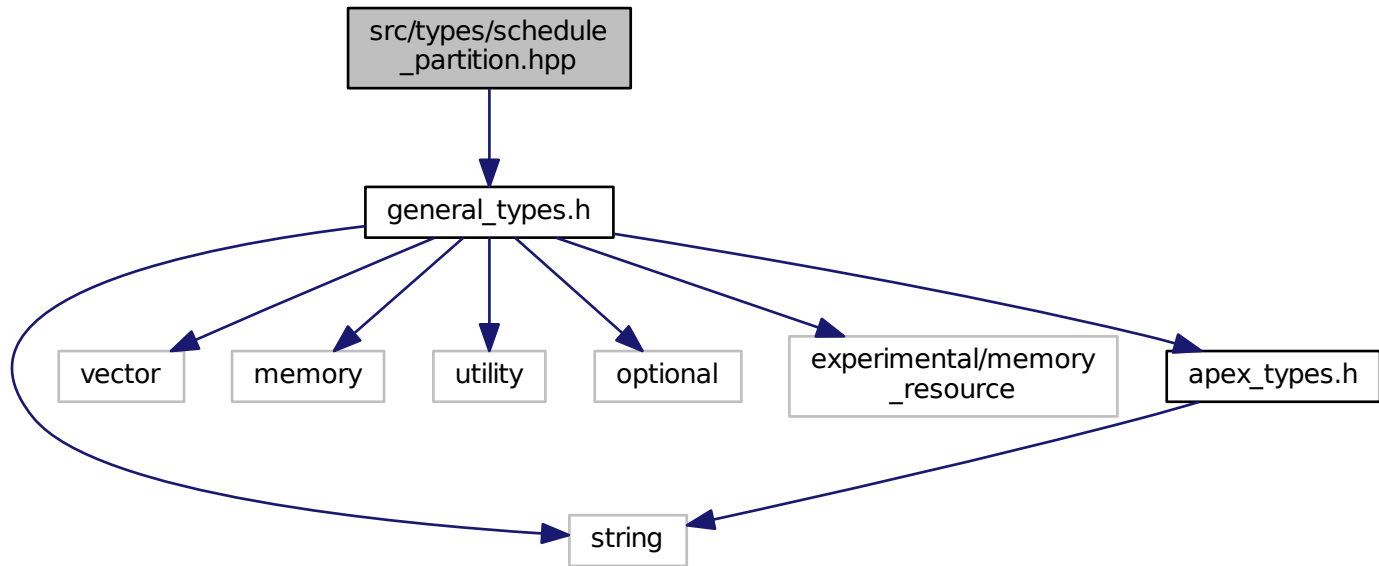 src/types/schedule
_partition.hpp
general_types.h
vector
memory
utility
optional
experimental/memory
_resource
apex_types.h
string